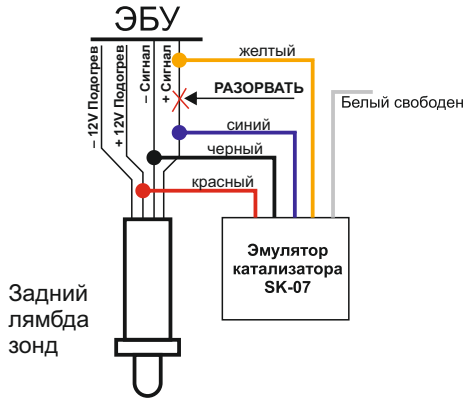 ЭБУ
– 12V Подогрев
+ 12V Подогрев
– Сигнал
+ Сигнал
желтый
РАЗОРВАТЬ
Белый свободен
синий
черный
красный
Эмулятор
катализатора
SK-07
Задний
лямбда
зонд